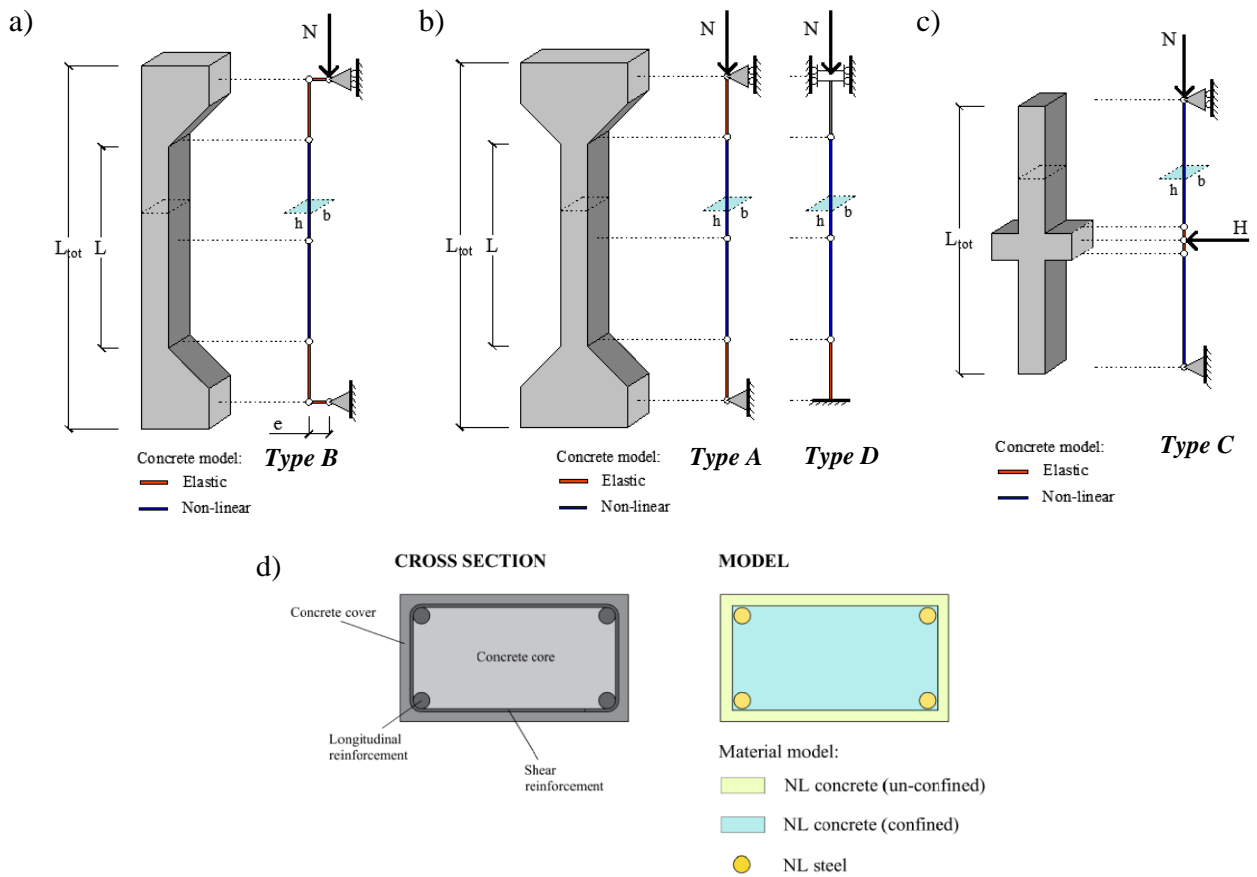 a)
N
L_tot
L
h
b
e
Concrete model:
Elastic
Non-linear
Type B
b)
N
N
L_tot
L
h
b
h
b
Concrete model:
Elastic
Non-linear
Type A
Type D
c)
N
L_tot
h
b
H
Concrete model:
Elastic
Non-linear
Type C
d)
CROSS SECTION
Concrete cover
Concrete core
Longitudinal
reinforcement
Shear
reinforcement
MODEL
Material model:
NL concrete (un-confined)
NL concrete (confined)
NL steel